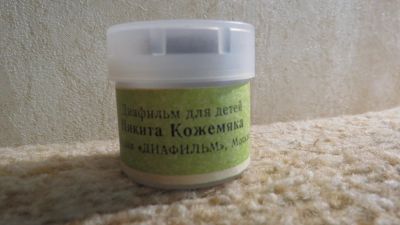 Диафильм для детей
Никита Кожемяка
«ДИАФИЛЬМ»,